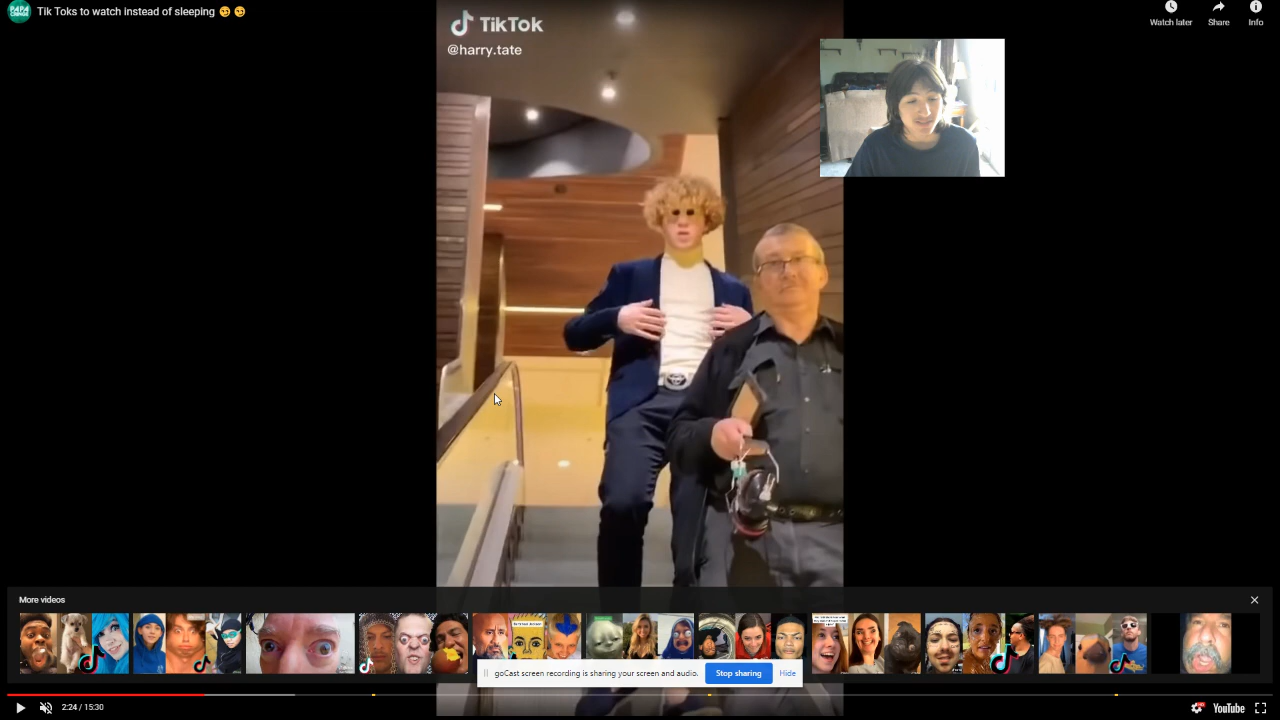 Tik Toks to watch instead of sleeping 😏 😏
Watch later
Share
Info
TikTok
@harry.tate
More videos
goCast screen recording is sharing your screen and audio.
Stop sharing
Hide
2:24 / 15:30
YouTube